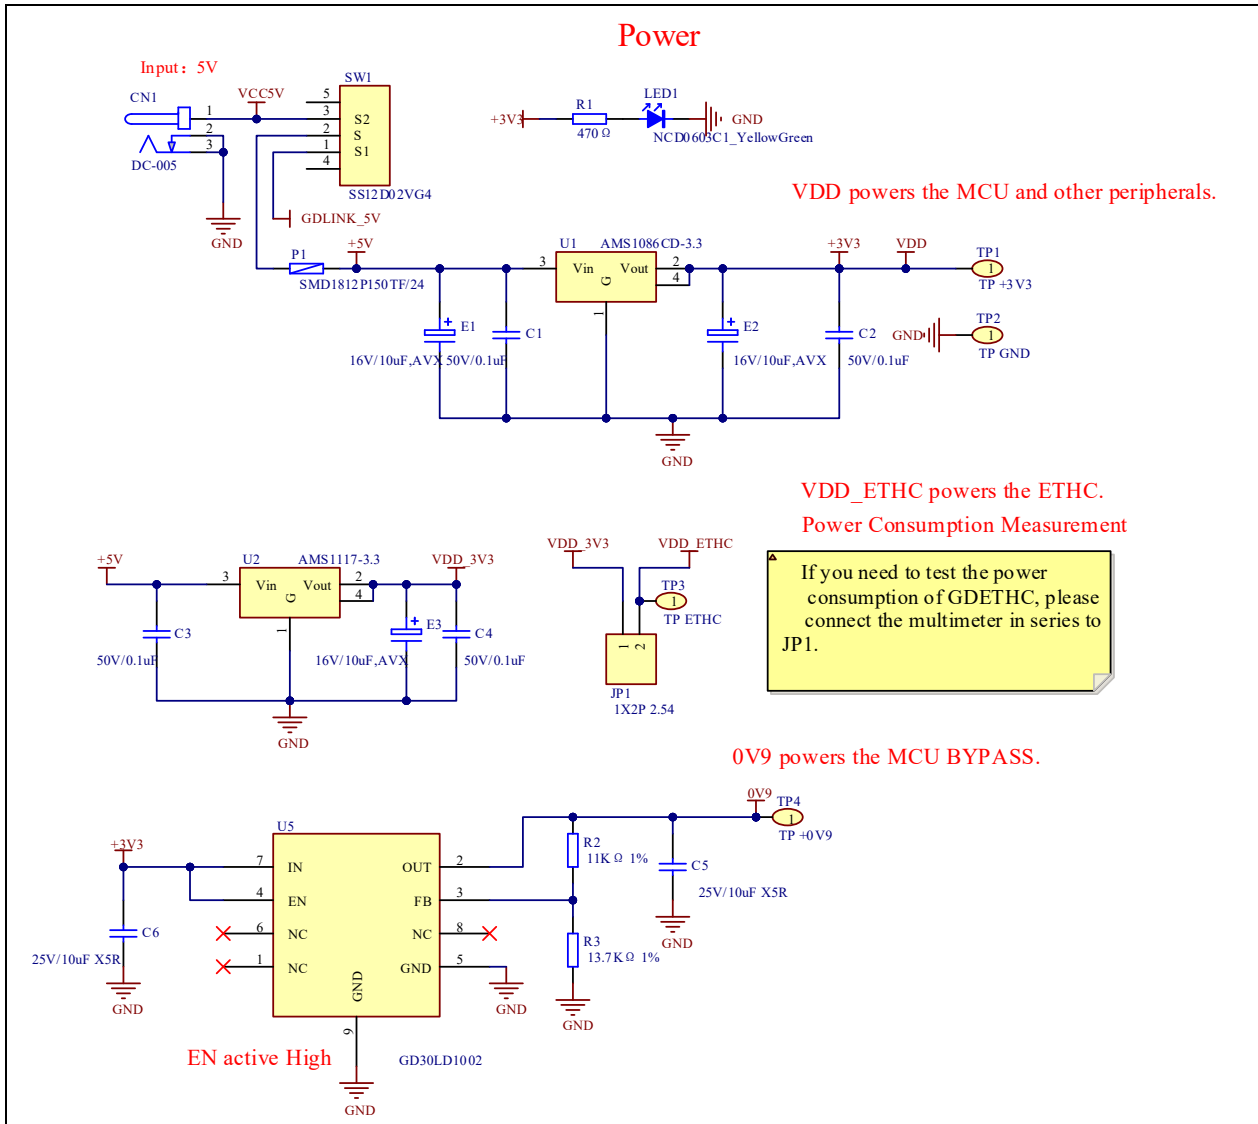 Power
Input：5V
CN1
1
2
3
DC-005
GND
VCC5V
SW1
5
3
2
1
4
S2
S
S1
SS12D02VG4
GDLINK_5V
+3V3
R1
470 Ω
LED1
GND
NCD0603C1_YellowGreen
VDD powers the MCU and other peripherals.
P1
SMD1812P150TF/24
+5V
U1
AMS1086CD-3.3
3
Vin
Vout
G
2
4
1
+3V3
VDD
TP1
1
TP +3V3
E1
16V/10uF,AVX
C1
50V/0.1uF
E2
16V/10uF,AVX
C2
50V/0.1uF
GND
TP2
1
TP GND
GND
VDD_ETHC powers the ETHC.
Power Consumption Measurement
+5V
U2
AMS1117-3.3
3
Vin
Vout
G
2
4
1
VDD_3V3
C3
50V/0.1uF
E3
16V/10uF,AVX
C4
50V/0.1uF
GND
VDD_3V3
VDD_ETHC
TP3
1
TP ETHC
1
2
JP1
1X2P 2.54
If you need to test the power
consumption of GDETHC, please
connect the multimeter in series to
JP1.
0V9 powers the MCU BYPASS.
+3V3
C6
25V/10uF X5R
GND
U5
7
IN
4
EN
6
NC
1
NC
OUT
2
FB
3
NC
8
GND
5
GND
9
GD30LD1002
GND
EN active High
GND
R2
11KΩ 1%
R3
13.7KΩ 1%
GND
C5
25V/10uF X5R
GND
0V9
TP4
1
TP +0V9